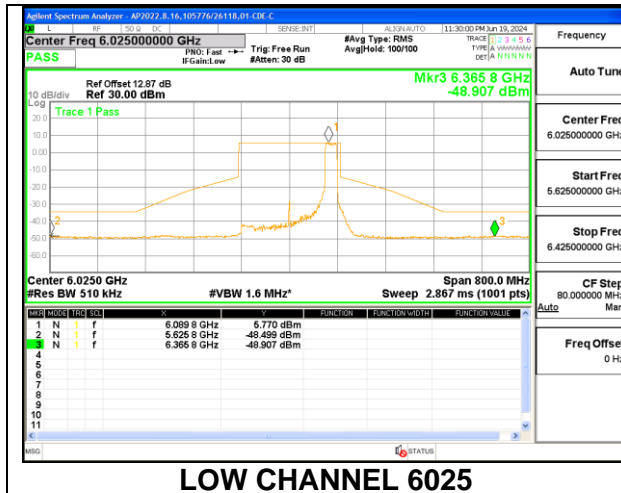 Agilent Spectrum Analyzer - AP2022.8.16,105776/26118,01-CDE-C
L RF 50 Ω DC SENSE:INT ALIGN AUTO 11:30:00 PM Jun 19, 2024
Center Freq 6.025000000 GHz #Avg Type: RMS TRACE 1 2 3 4 5 6
PNO: Fast Trig: Free Run Avg|Hold: 100/100 TYPE A WWWWW
PASS IFGain:Low #Atten: 30 dB DET A N N N N N
Mkr3 6.365 8 GHz
Ref Offset 12.87 dB
10 dB/div Ref 30.00 dBm -48.907 dBm
Log
Trace 1 Pass
20.0
10.0
0.00
-10.0
-20.0
-30.0
-40.0
-50.0
-60.0
1
2
3
Center 6.0250 GHz Span 800.0 MHz
#Res BW 510 kHz #VBW 1.6 MHz* Sweep 2.867 ms (1001 pts)
MKR MODE TRC SCL X Y FUNCTION FUNCTION WIDTH FUNCTION VALUE
1 N 1 f 6.089 8 GHz 5.770 dBm
2 N 1 f 5.625 8 GHz -48.499 dBm
3 N 1 f 6.365 8 GHz -48.907 dBm
4
5
6
7
8
9
10
11
MSG STATUS
Frequency
Auto Tune
Center Freq
6.025000000 GHz
Start Freq
5.625000000 GHz
Stop Freq
6.425000000 GHz
CF Step
80.000000 MHz
Auto Man
Freq Offset
0 Hz
LOW CHANNEL 6025